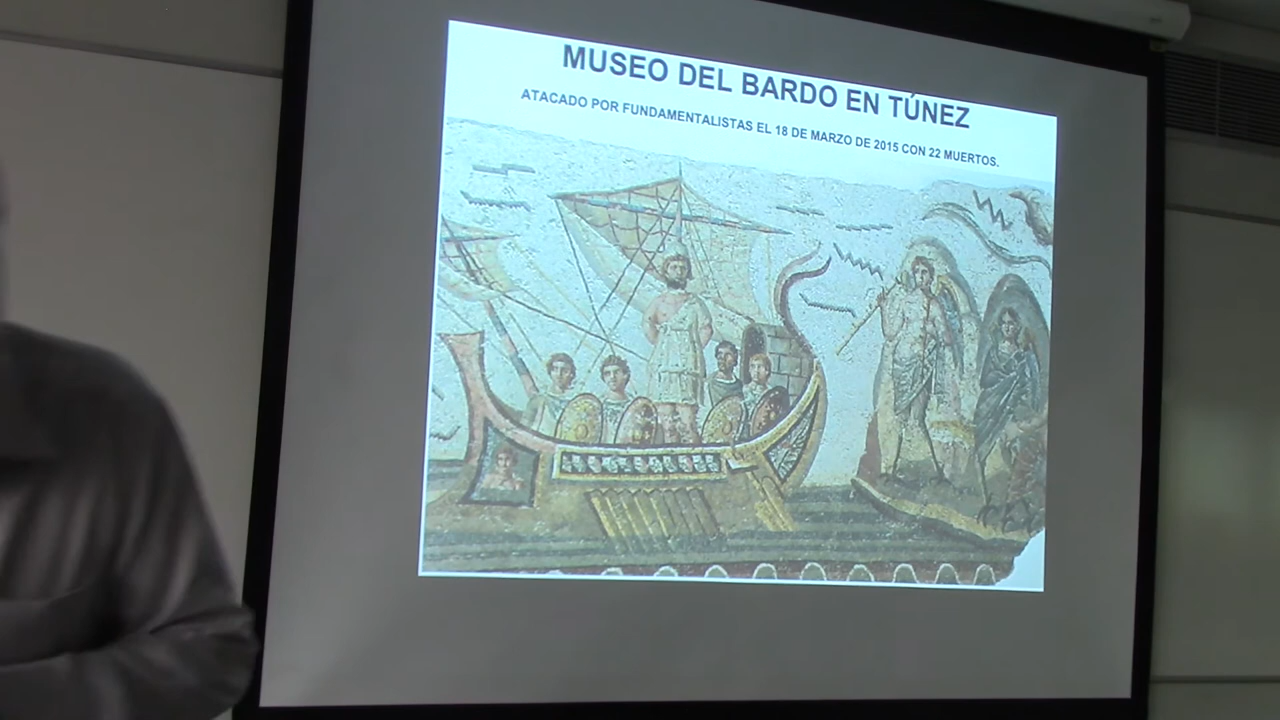 MUSEO DEL BARDO EN TÚNEZ
ATACADO POR FUNDAMENTALISTAS EL 18 DE MARZO DE 2015 CON 22 MUERTOS.